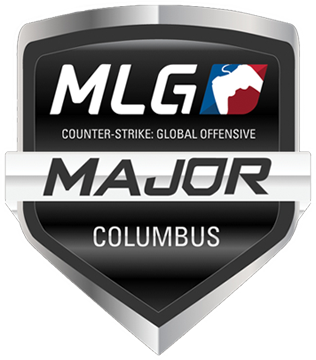 MLG
COUNTER-STRIKE: GLOBAL OFFENSIVE
MAJOR
COLUMBUS